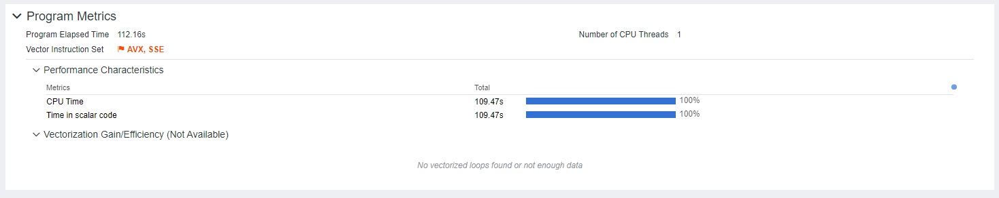 Program Metrics
Program Elapsed Time 112.16s Number of CPU Threads 1
Vector Instruction Set AVX, SSE
Performance Characteristics
Metrics Total
CPU Time 109.47s 100%
Time in scalar code 109.47s 100%
Vectorization Gain/Efficiency (Not Available)
No vectorized loops found or not enough data